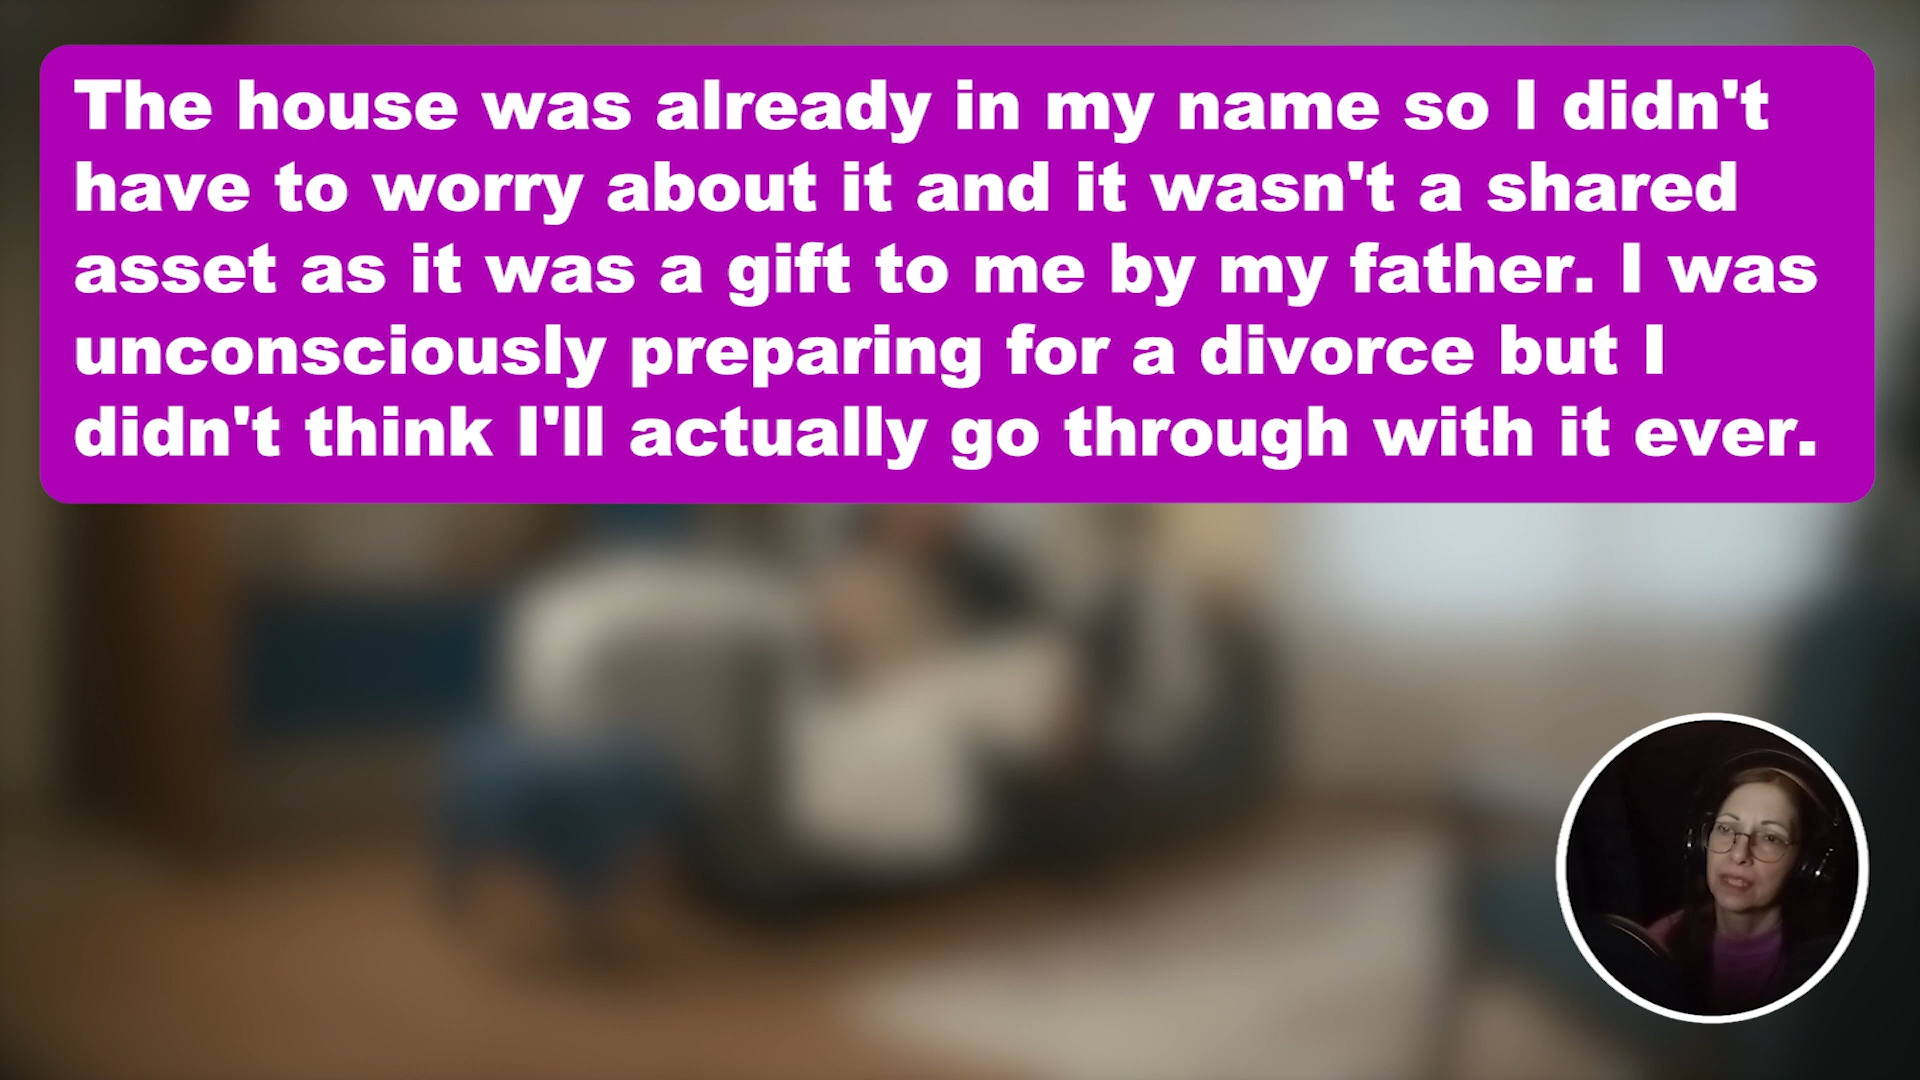 The house was already in my name so I didn't
have to worry about it and it wasn't a shared
asset as it was a gift to me by my father. I was
unconsciously preparing for a divorce but I
didn't think I'll actually go through with it ever.